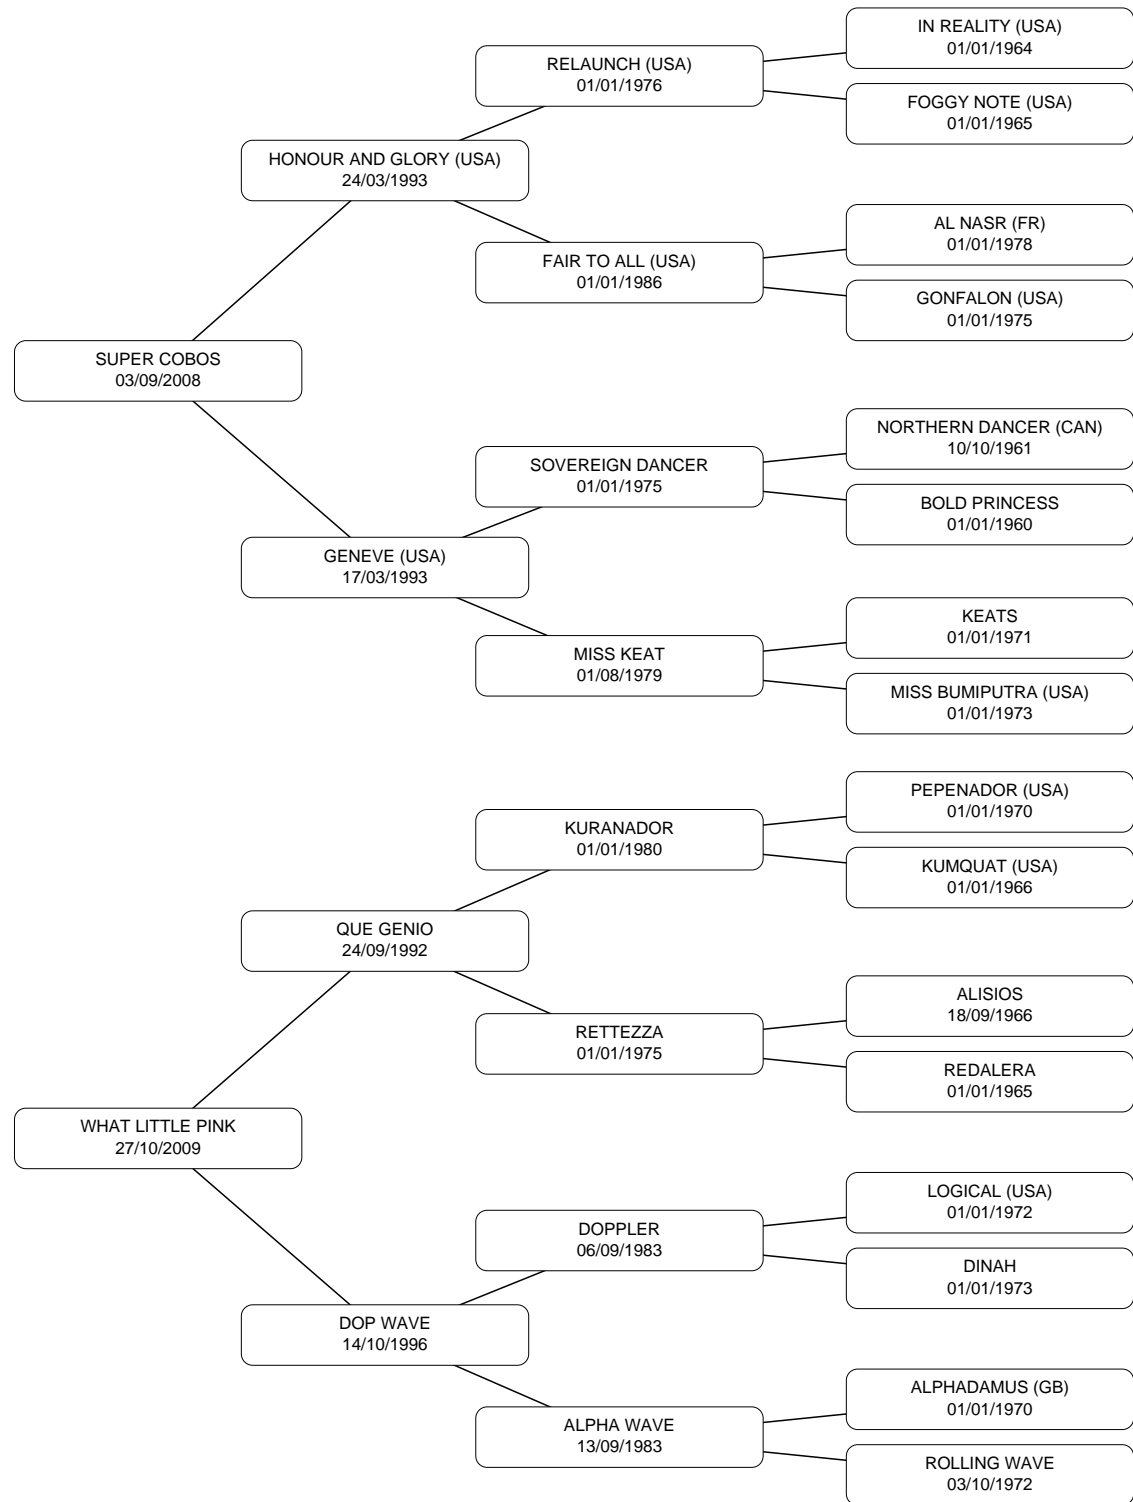 IN REALITY (USA)
01/01/1964
RELAUNCH (USA)
01/01/1976
FOGGY NOTE (USA)
01/01/1965
HONOUR AND GLORY (USA)
24/03/1993
AL NASR (FR)
01/01/1978
FAIR TO ALL (USA)
01/01/1986
GONFALON (USA)
01/01/1975
SUPER COBOS
03/09/2008
NORTHERN DANCER (CAN)
10/10/1961
SOVEREIGN DANCER
01/01/1975
BOLD PRINCESS
01/01/1960
GENEVE (USA)
17/03/1993
KEATS
01/01/1971
MISS KEAT
01/08/1979
MISS BUMIPUTRA (USA)
01/01/1973
PEPENADOR (USA)
01/01/1970
KURANADOR
01/01/1980
KUMQUAT (USA)
01/01/1966
QUE GENIO
24/09/1992
ALISIOS
18/09/1966
RETTEZZA
01/01/1975
REDALERA
01/01/1965
WHAT LITTLE PINK
27/10/2009
LOGICAL (USA)
01/01/1972
DOPPLER
06/09/1983
DINAH
01/01/1973
DOP WAVE
14/10/1996
ALPHADAMUS (GB)
01/01/1970
ALPHA WAVE
13/09/1983
ROLLING WAVE
03/10/1972